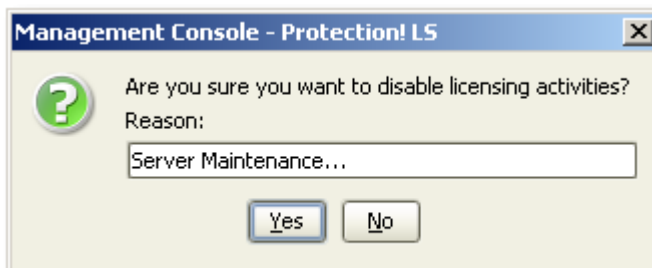 Management Console - Protection! LS
Are you sure you want to disable licensing activities?
Reason:
Server Maintenance...
Yes No